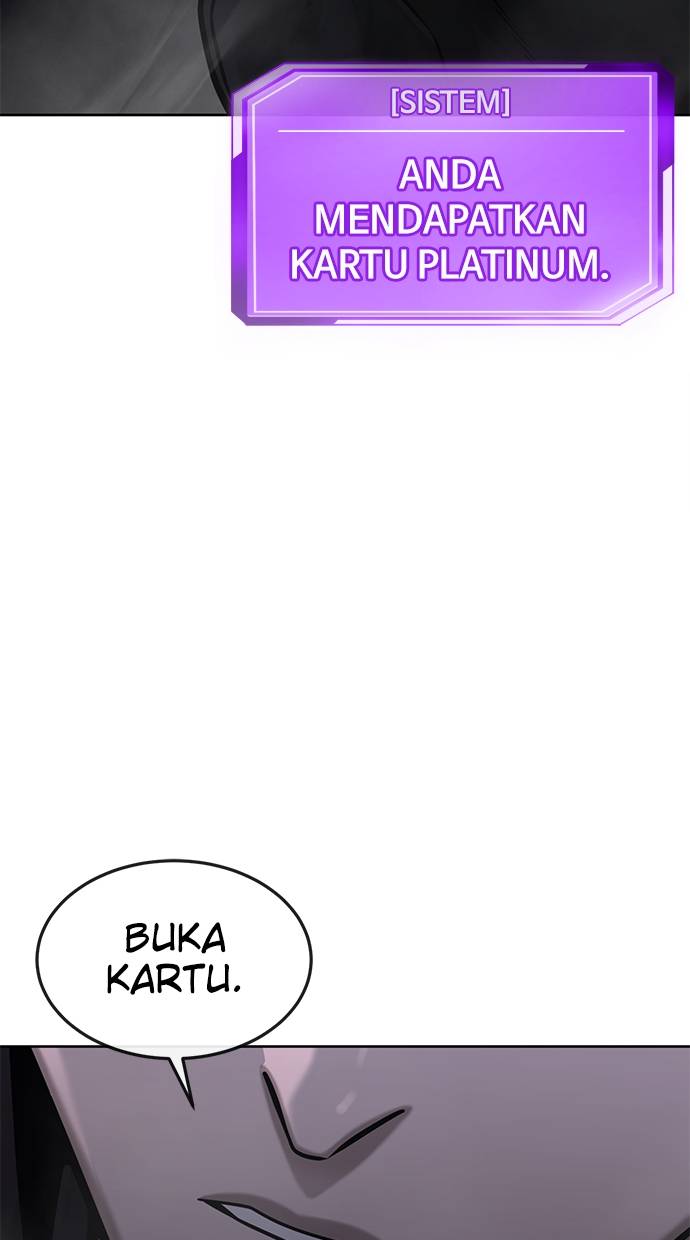 [SISTEM]
ANDA
MENDAPATKAN
KARTU PLATINUM.
BUKA
KARTU.